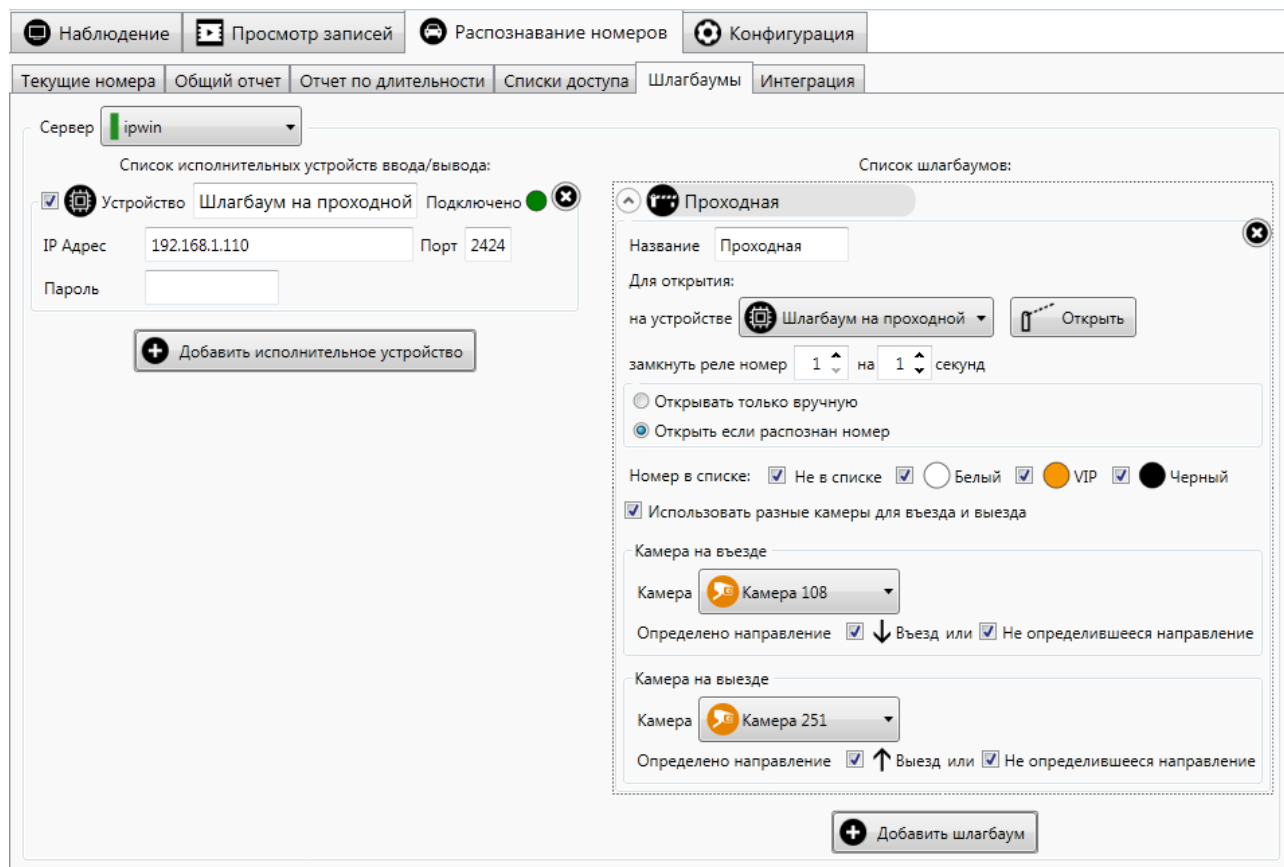 Наблюдение Просмотр записей Распознавание номеров Конфигурация
Текущие номера Общий отчет Отчет по длительности Списки доступа Шлагбаумы Интеграция
Сервер ipwin
Список исполнительных устройств ввода/вывода:
Устройство Шлагбаум на проходной Подключено
IP Адрес 192.168.1.110 Порт 2424
Пароль
Добавить исполнительное устройство
Список шлагбаумов:
Проходная
Название Проходная
Для открытия:
на устройстве Шлагбаум на проходной Открыть
замкнуть реле номер 1 на 1 секунд
Открывать только вручную
Открыть если распознан номер
Номер в списке: Не в списке Белый VIP Черный
Использовать разные камеры для въезда и выезда
Камера на въезде
Камера Камера 108
Определено направление Въезд или Не определившееся направление
Камера на выезде
Камера Камера 251
Определено направление Выезд или Не определившееся направление
Добавить шлагбаум